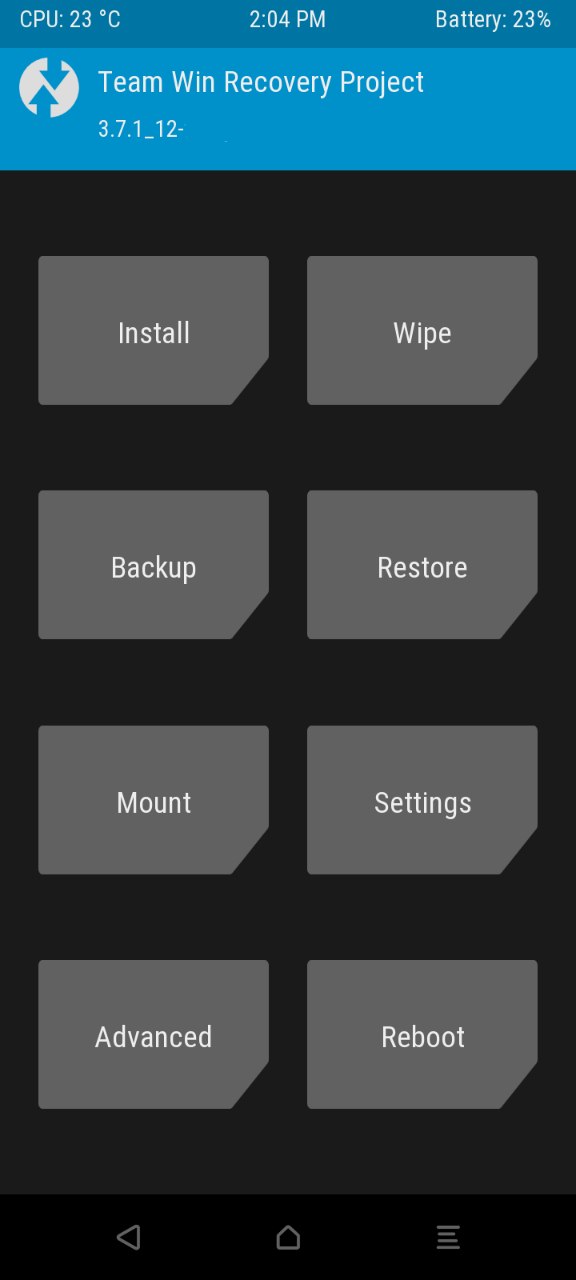 CPU: 23 °C 2:04 PM Battery: 23%
Team Win Recovery Project
3.7.1_12-
Install Wipe
Backup Restore
Mount Settings
Advanced Reboot